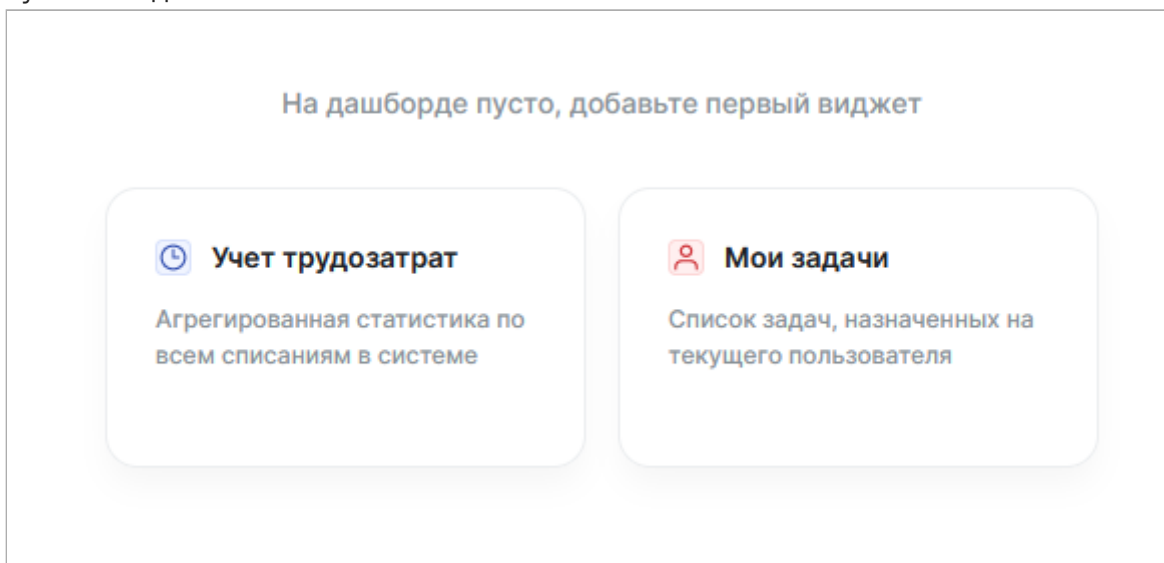 На дашборде пусто, добавьте первый виджет
Учет трудозатрат
Агрегированная статистика по
всем списаниям в системе
Мои задачи
Список задач, назначенных на
текущего пользователя